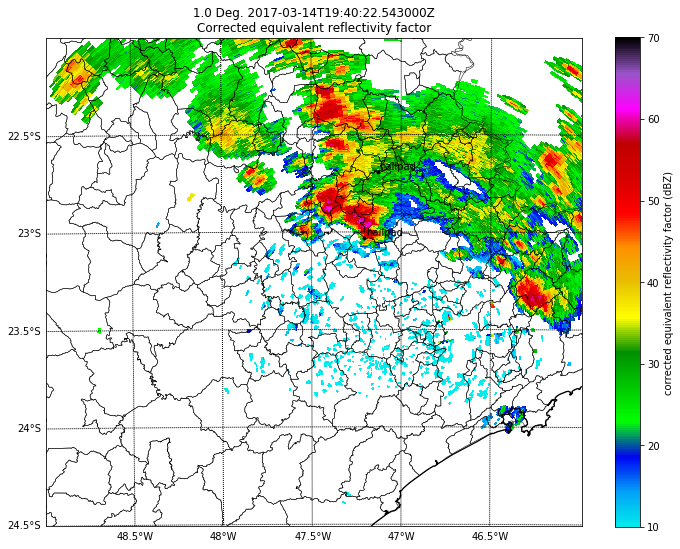 1.0 Deg. 2017-03-14T19:40:22.543000Z
Corrected equivalent reflectivity factor
22.5°S
23°S
23.5°S
24°S
24.5°S
48.5°W
48°W
47.5°W
47°W
46.5°W
hailpad
hailpad
70
60
50
40
30
20
10
corrected equivalent reflectivity factor (dBZ)